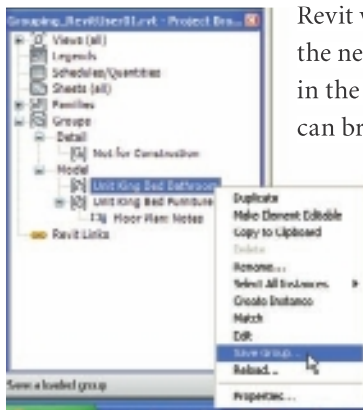 Grouping_RevitUser01.rvt - Project Bro...
Views (all)
Legends
Schedules/Quantities
Sheets (all)
Families
Groups
Detail
Not for Construction
Model
Unit King Bed Bathroom
Unit King Bed Furniture
Floor Plan: Notes
Revit Links
Duplicate
Make Element Editable
Copy to Clipboard
Delete
Rename...
Select All Instances
Create Instance
Match
Edit
Save Group...
Reload...
Properties...
Save a loaded group
Revit
the
in the
can